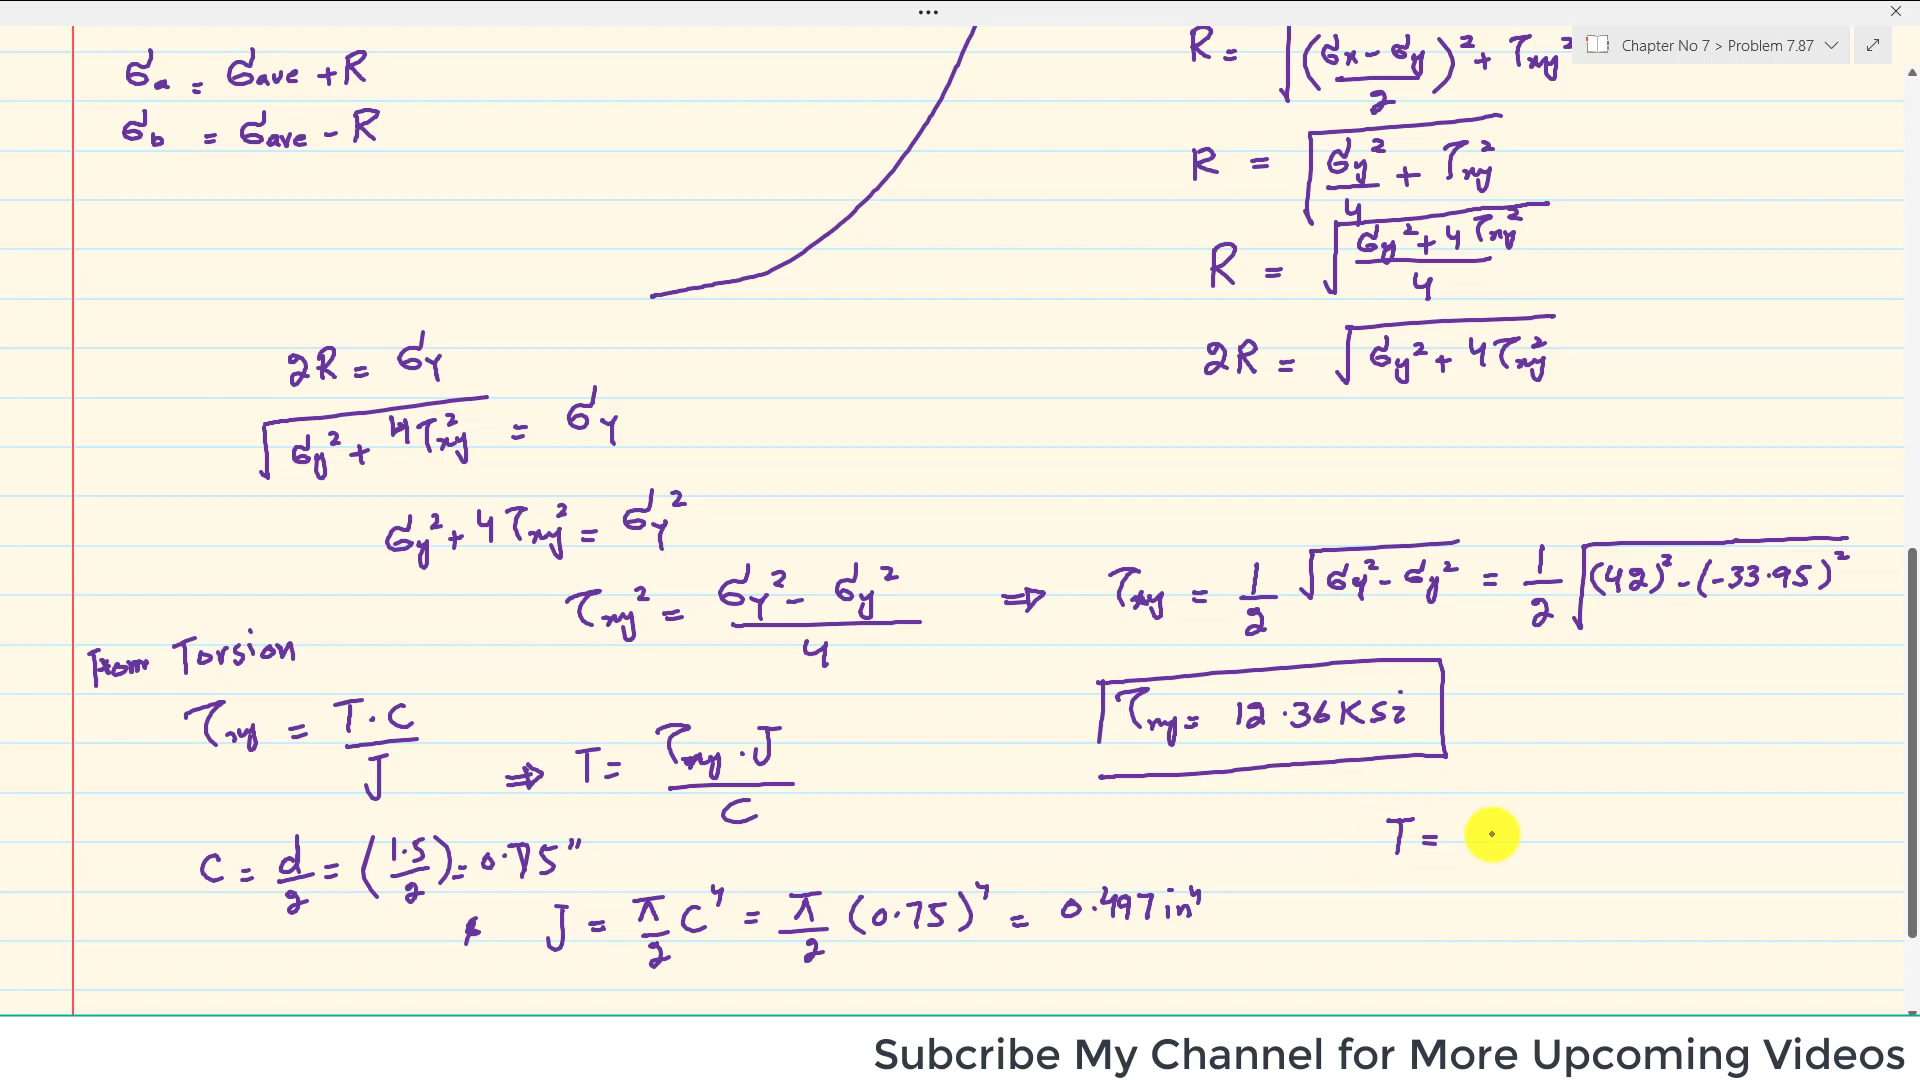 Chapter No 7 > Problem 7.87
σa = σave + R
σb = σave - R
R = √((σx - σy)/2)² + τxy²
R = √(σy²/4 + τxy²)
R = √((σy² + 4τxy²)/4)
2R = √(σy² + 4τxy²)
2R = σY
√(σy² + 4τxy²) = σY
σy² + 4τxy² = σY²
τxy² = (σY² - σy²)/4 ⇒ τxy = 1/2 √(σY² - σy²) = 1/2 √((42)² - (-33.95)²)
From Torsion
τxy = 12.36 Ksi
τxy = T·C/J ⇒ T = τxy·J/C
T =
C = d/2 = (1.5/2) = 0.75"
& J = π/2 C⁴ = π/2 (0.75)⁴ = 0.497 in⁴
Subcribe My Channel for More Upcoming Videos